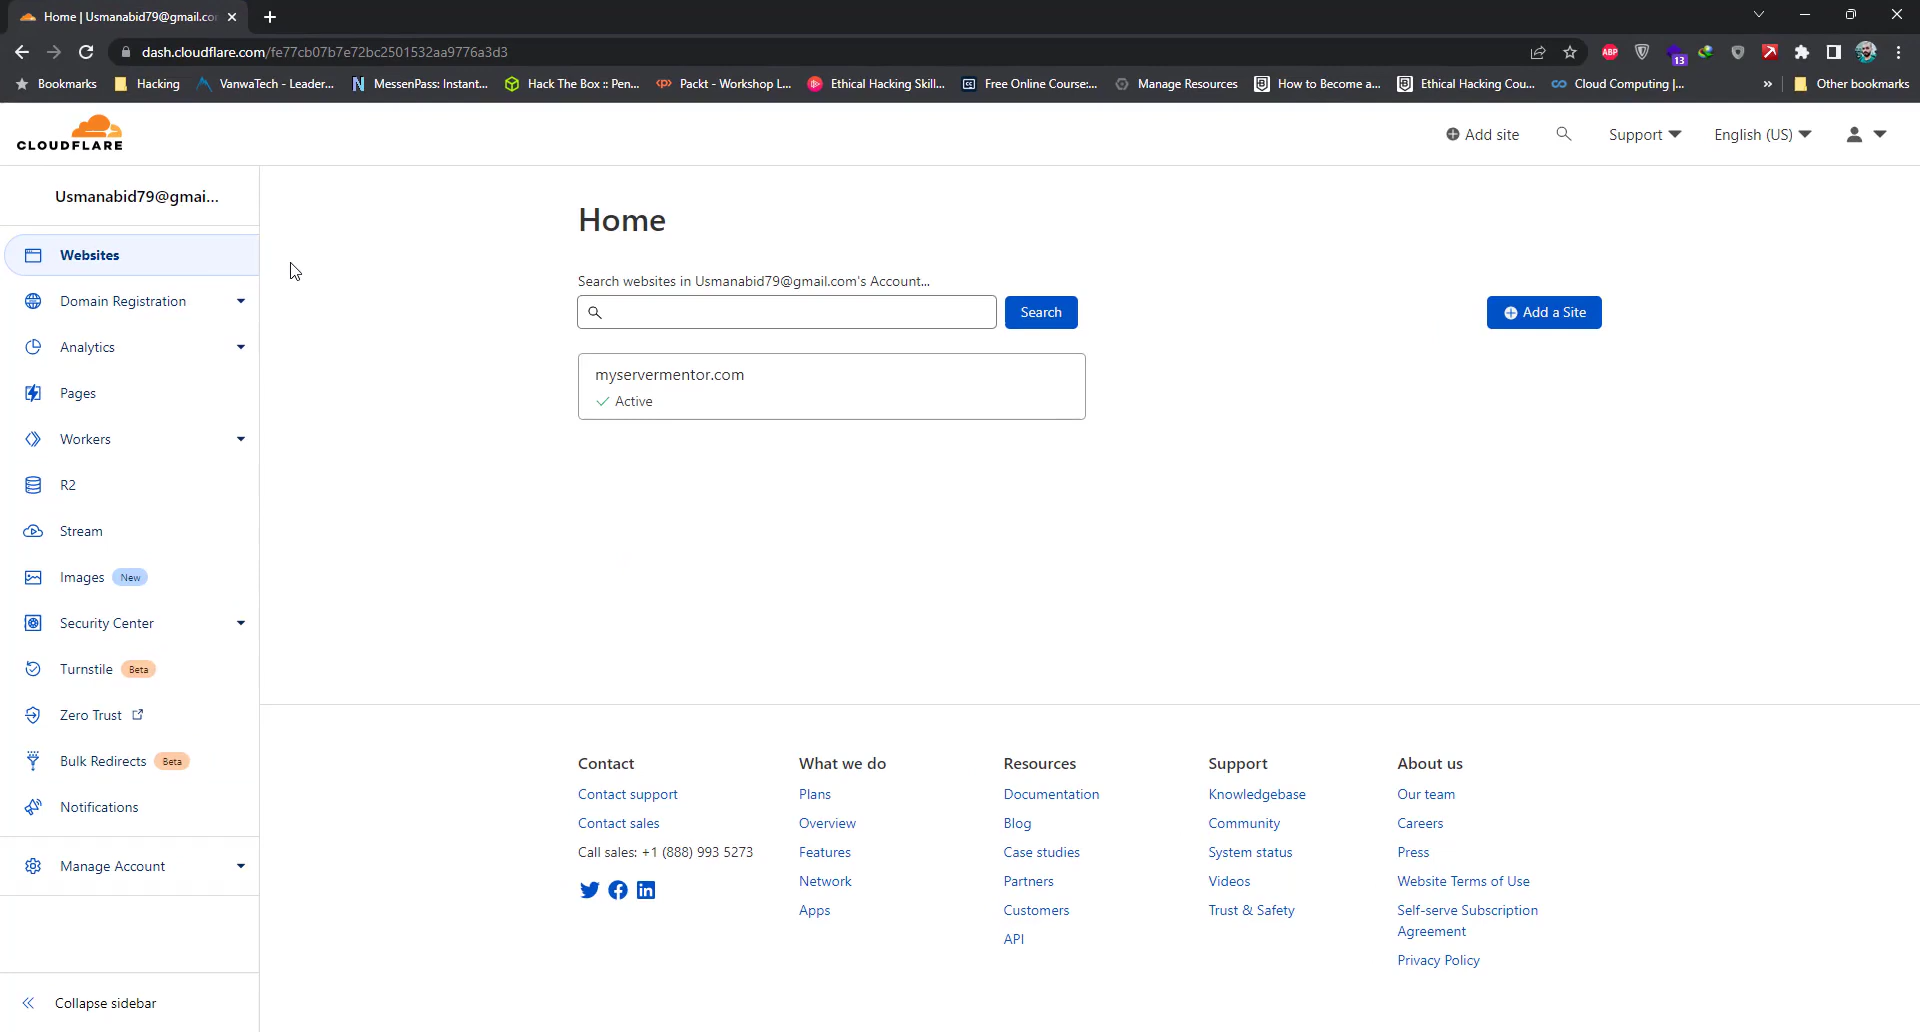 Home | Usmanabid79@gmail.co
dash.cloudflare.com/fe77cb07b7e72bc2501532aa9776a3d3
ABP
13
Bookmarks
Hacking
VanwaTech - Leader...
MessenPass: Instant...
Hack The Box :: Pen...
Packt - Workshop L...
Ethical Hacking Skill...
Free Online Course:...
Manage Resources
How to Become a...
Ethical Hacking Cou...
Cloud Computing |...
»
Other bookmarks
CLOUDFLARE
Add site
Support
English (US)
Usmanabid79@gmai...
Websites
Domain Registration
Analytics
Pages
Workers
R2
Stream
Images New
Security Center
Turnstile Beta
Zero Trust
Bulk Redirects Beta
Notifications
Manage Account
Collapse sidebar
Home
Search websites in Usmanabid79@gmail.com's Account...
Search
Add a Site
myservermentor.com
Active
Contact
Contact support
Contact sales
Call sales: +1 (888) 993 5273
What we do
Plans
Overview
Features
Network
Apps
Resources
Documentation
Blog
Case studies
Partners
Customers
API
Support
Knowledgebase
Community
System status
Videos
Trust & Safety
About us
Our team
Careers
Press
Website Terms of Use
Self-serve Subscription
Agreement
Privacy Policy